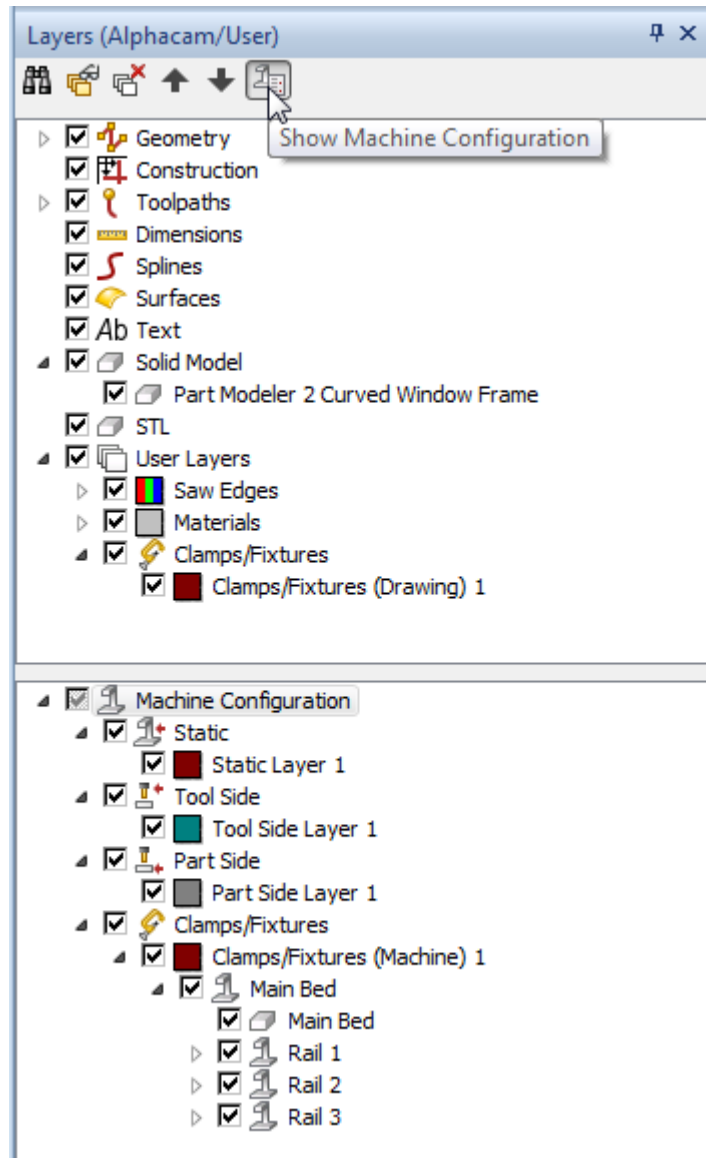 Layers (Alphacam/User)
Show Machine Configuration
Geometry
Construction
Toolpaths
Dimensions
Splines
Surfaces
Ab Text
Solid Model
Part Modeler 2 Curved Window Frame
STL
User Layers
Saw Edges
Materials
Clamps/Fixtures
Clamps/Fixtures (Drawing) 1
Machine Configuration
Static
Static Layer 1
Tool Side
Tool Side Layer 1
Part Side
Part Side Layer 1
Clamps/Fixtures
Clamps/Fixtures (Machine) 1
Main Bed
Main Bed
Rail 1
Rail 2
Rail 3